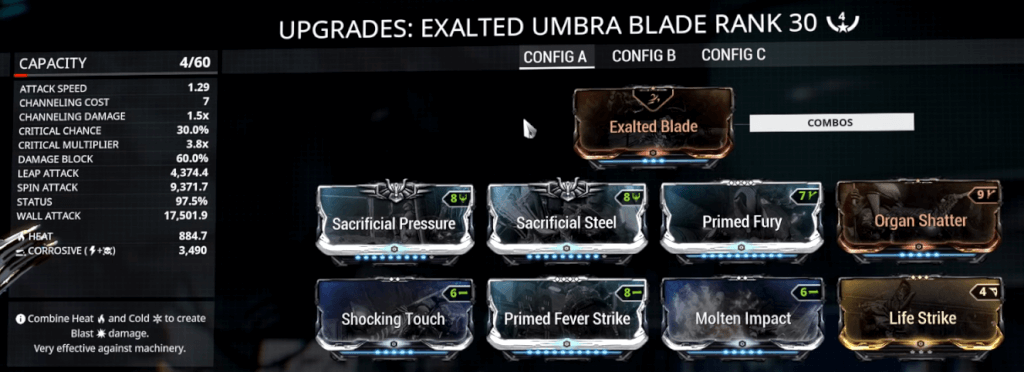 UPGRADES: EXALTED UMBRA BLADE RANK 30 4
CONFIG A CONFIG B CONFIG C
CAPACITY 4/60
ATTACK SPEED 1.29
CHANNELING COST 7
CHANNELING DAMAGE 1.5x
CRITICAL CHANCE 30.0%
CRITICAL MULTIPLIER 3.8x
DAMAGE BLOCK 60.0%
LEAP ATTACK 4,374.4
SPIN ATTACK 9,371.7
STATUS 97.5%
WALL ATTACK 17,501.9
HEAT 884.7
CORROSIVE ( + ) 3,490
Combine Heat and Cold to create
Blast damage.
Very effective against machinery.
Exalted Blade
COMBOS
8 8 7 9
Sacrificial Pressure Sacrificial Steel Primed Fury Organ Shatter
6 8 6 4
Shocking Touch Primed Fever Strike Molten Impact Life Strike